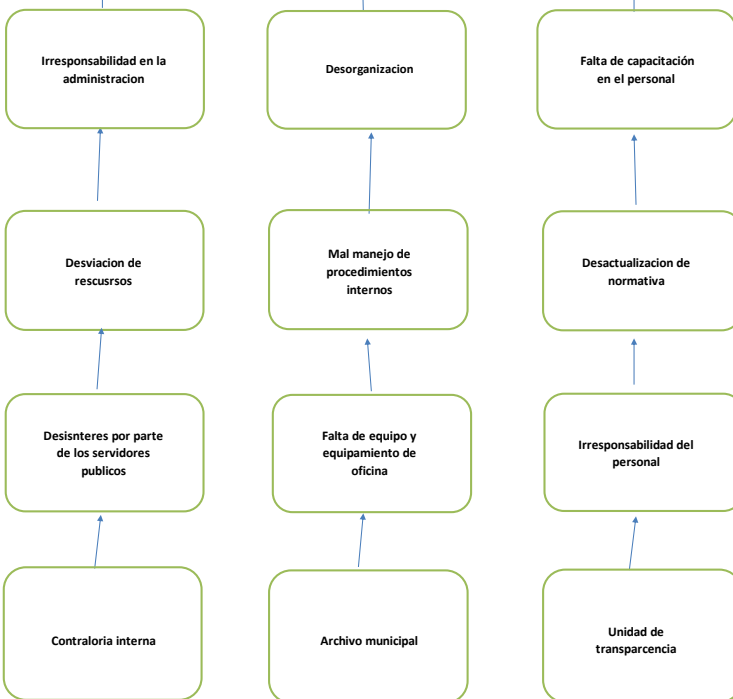 Irresponsabilidad en la
administracion
Desorganizacion
Falta de capacitación
en el personal
Desviacion de
rescusrsos
Mal manejo de
procedimientos
internos
Desactualizacion de
normativa
Desisnteres por parte
de los servidores
publicos
Falta de equipo y
equipamiento de
oficina
Irresponsabilidad del
personal
Contraloria interna
Archivo municipal
Unidad de
transparcencia